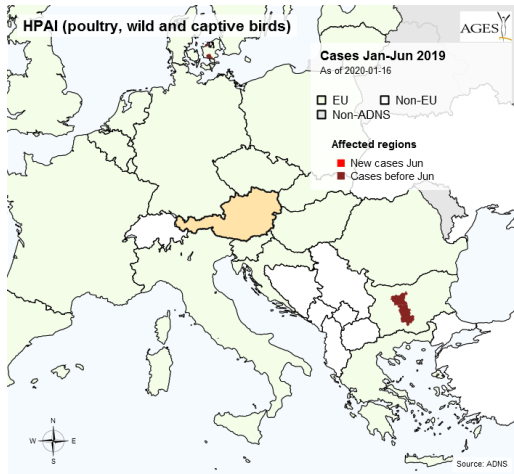 HPAI (poultry, wild and captive birds)
AGES
Cases Jan-Jun 2019
As of 2020-01-16
EU Non-EU
Non-ADNS
Affected regions
New cases Jun
Cases before Jun
N
W E
S
Source: ADNS